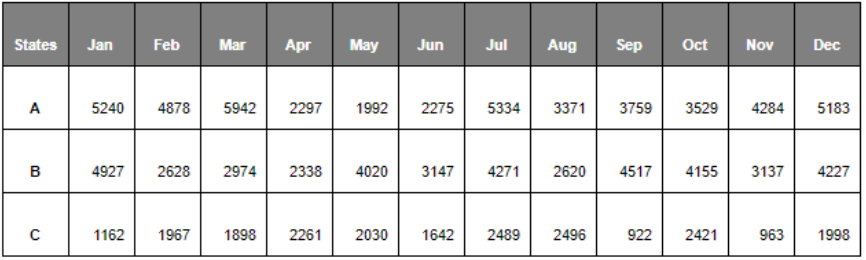 States Jan Feb Mar Apr May Jun Jul Aug Sep Oct Nov Dec
A 5240 4878 5942 2297 1992 2275 5334 3371 3759 3529 4284 5183
B 4927 2628 2974 2338 4020 3147 4271 2620 4517 4155 3137 4227
C 1162 1967 1898 2261 2030 1642 2489 2496 922 2421 963 1998